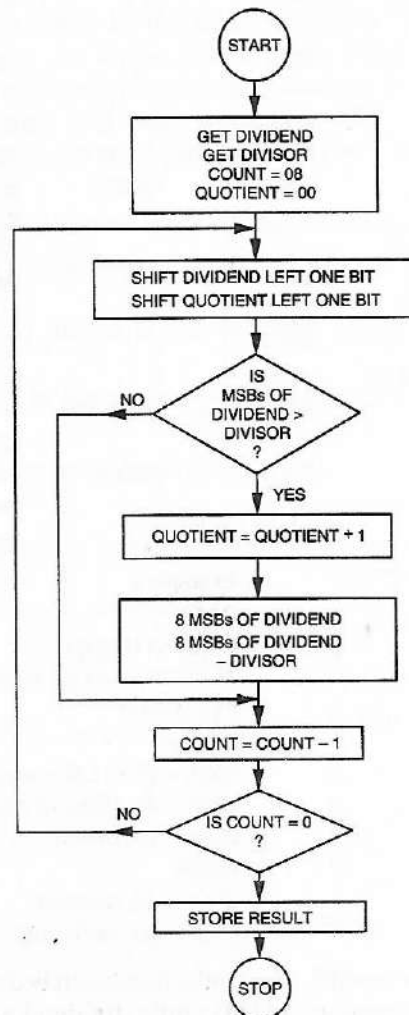 START
GET DIVIDEND
GET DIVISOR
COUNT = 08
QUOTIENT = 00
SHIFT DIVIDEND LEFT ONE BIT
SHIFT QUOTIENT LEFT ONE BIT
IS
MSBs OF
DIVIDEND >
DIVISOR
?
NO
YES
QUOTIENT = QUOTIENT + 1
8 MSBs OF DIVIDEND
8 MSBs OF DIVIDEND
– DIVISOR
COUNT = COUNT – 1
IS COUNT = 0
?
NO
STORE RESULT
STOP